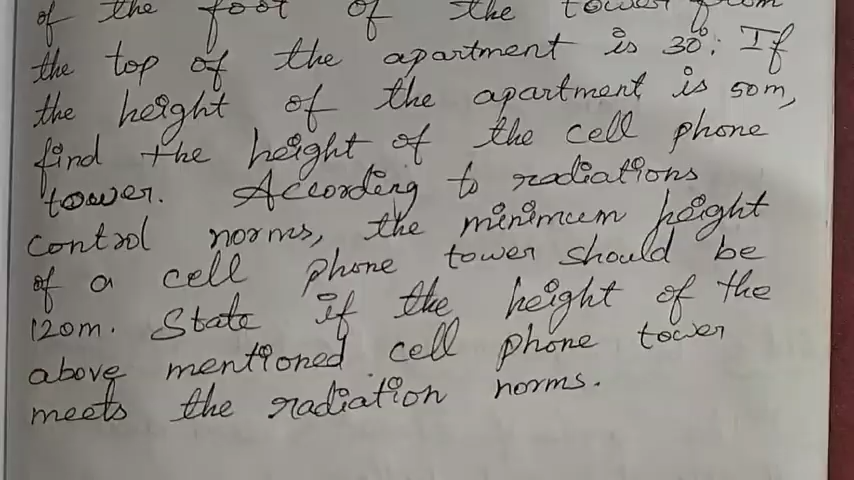 of the foot of the tower from
the top of the apartment is 30°. If
the height of the apartment is 50m,
find the height of the cell phone
tower. According to radiations
control norms, the minimum height
of a cell phone tower should be
120m. State if the height of the
above mentioned cell phone tower
meets the radiation norms.